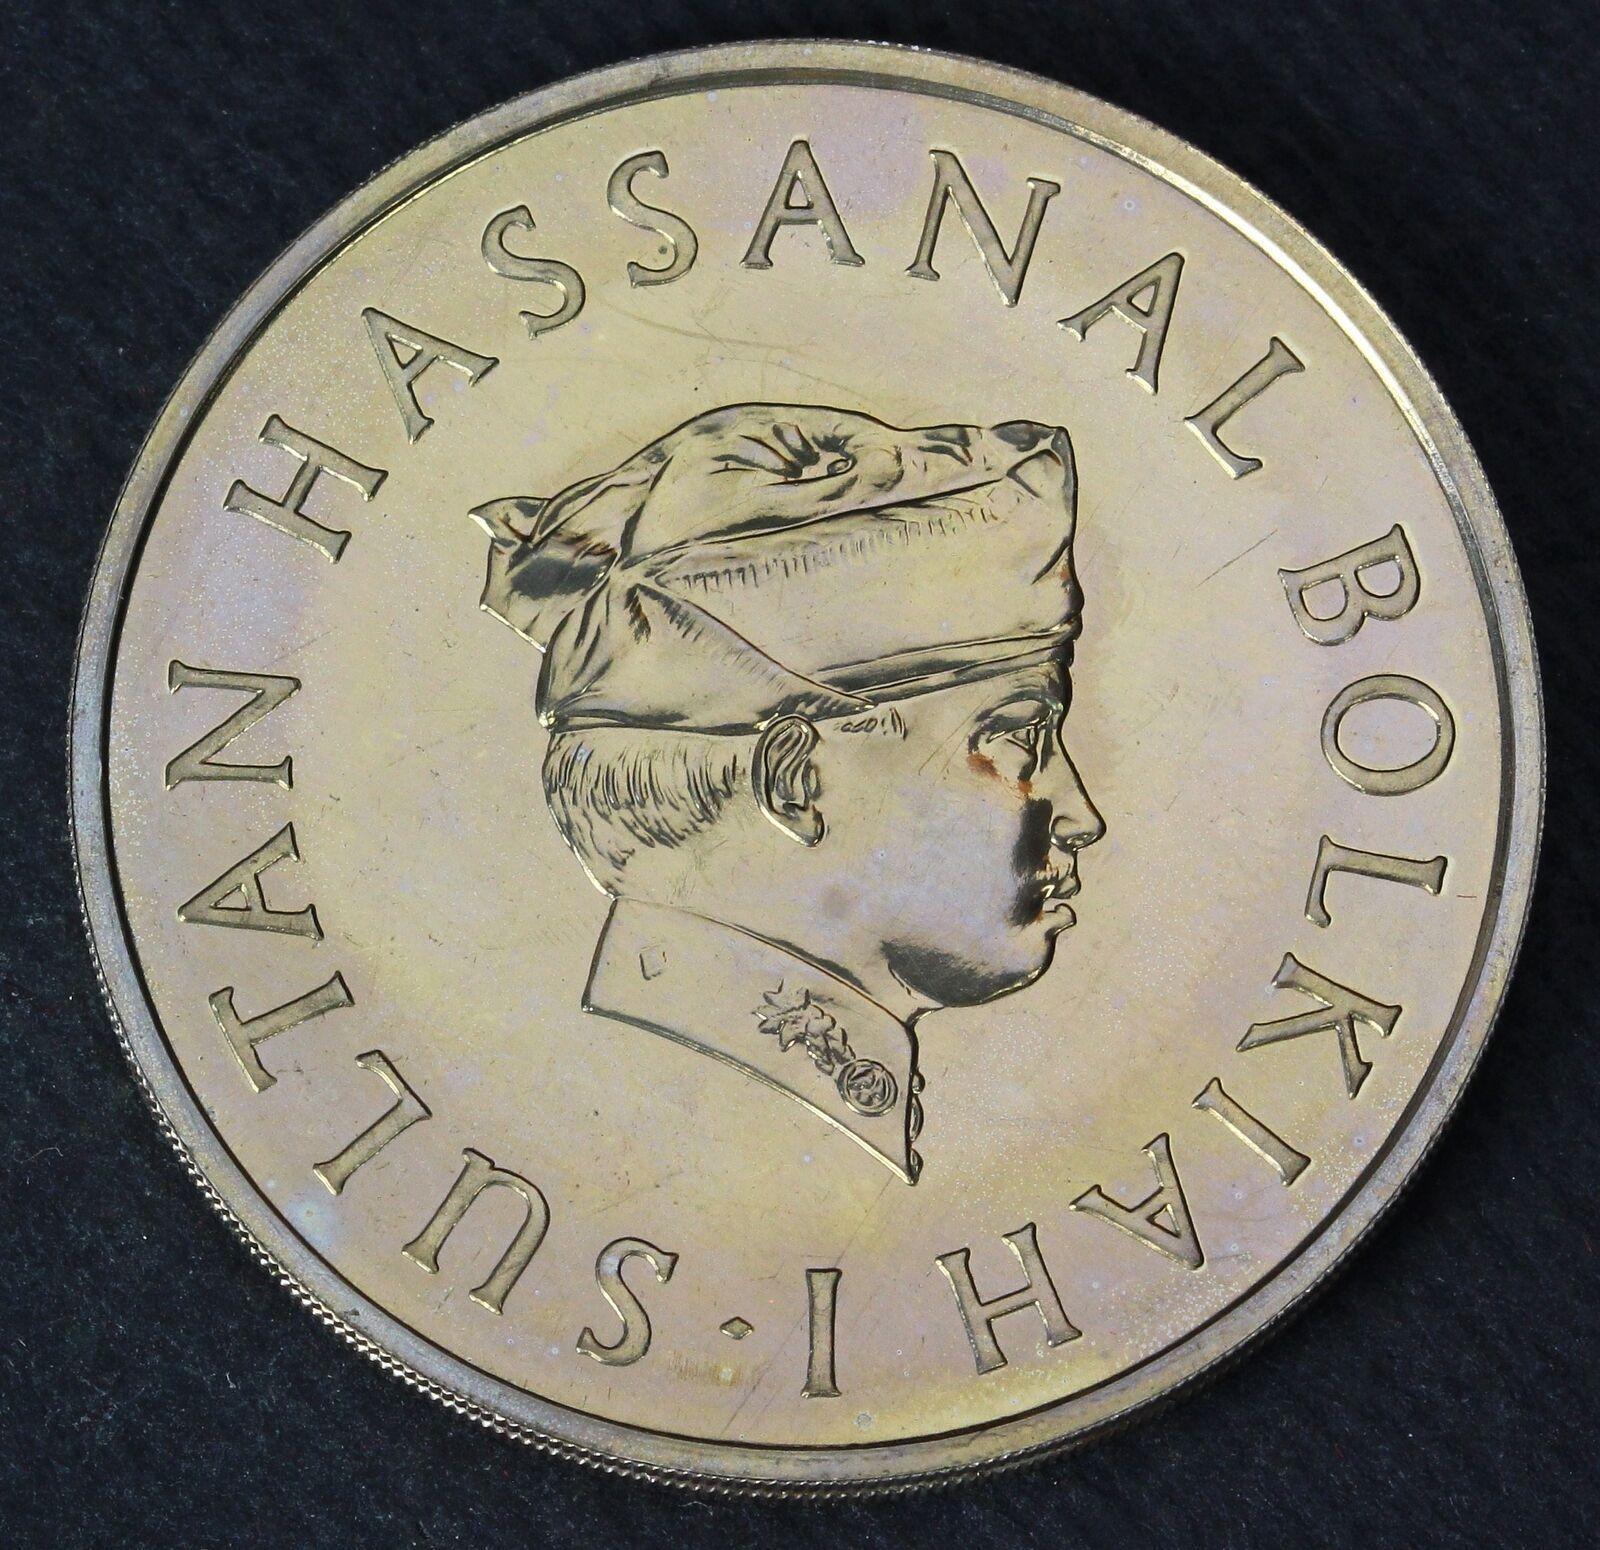 SULTAN HASSANAL BOLKIAH I ·